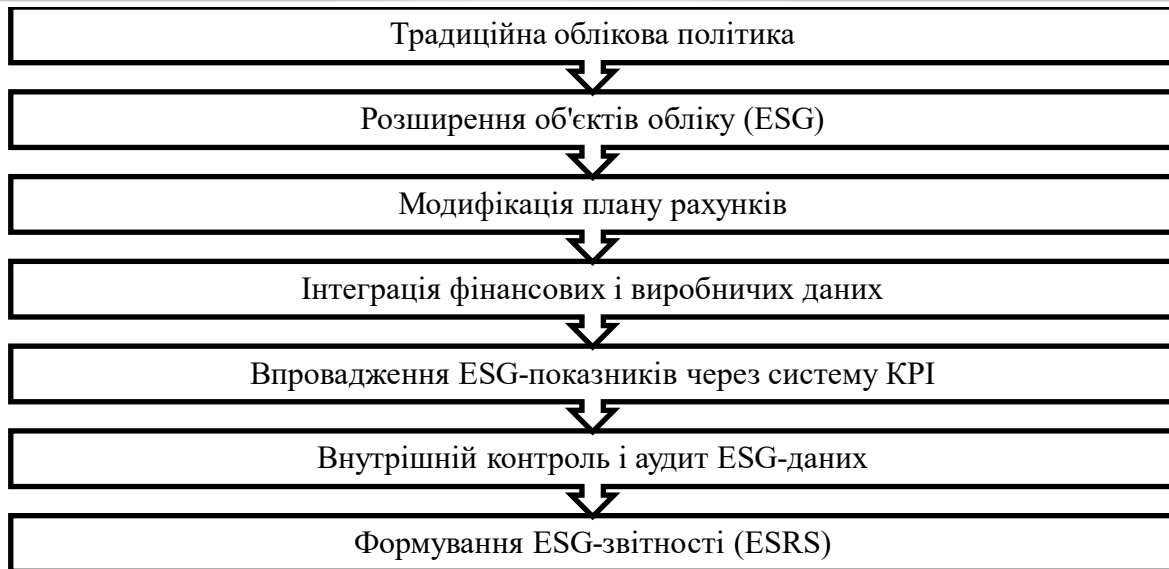 Традиційна облікова політика
Розширення об'єктів обліку (ESG)
Модифікація плану рахунків
Інтеграція фінансових і виробничих даних
Впровадження ESG-показників через систему КРІ
Внутрішній контроль і аудит ESG-даних
Формування ESG-звітності (ESRS)